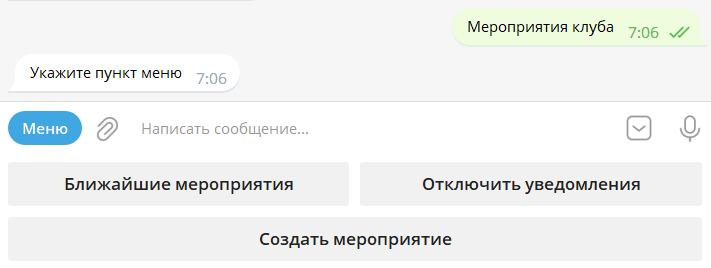 Мероприятия клуба 7:06
Укажите пункт меню 7:06
Меню Написать сообщение...
Ближайшие мероприятия Отключить уведомления
Создать мероприятие